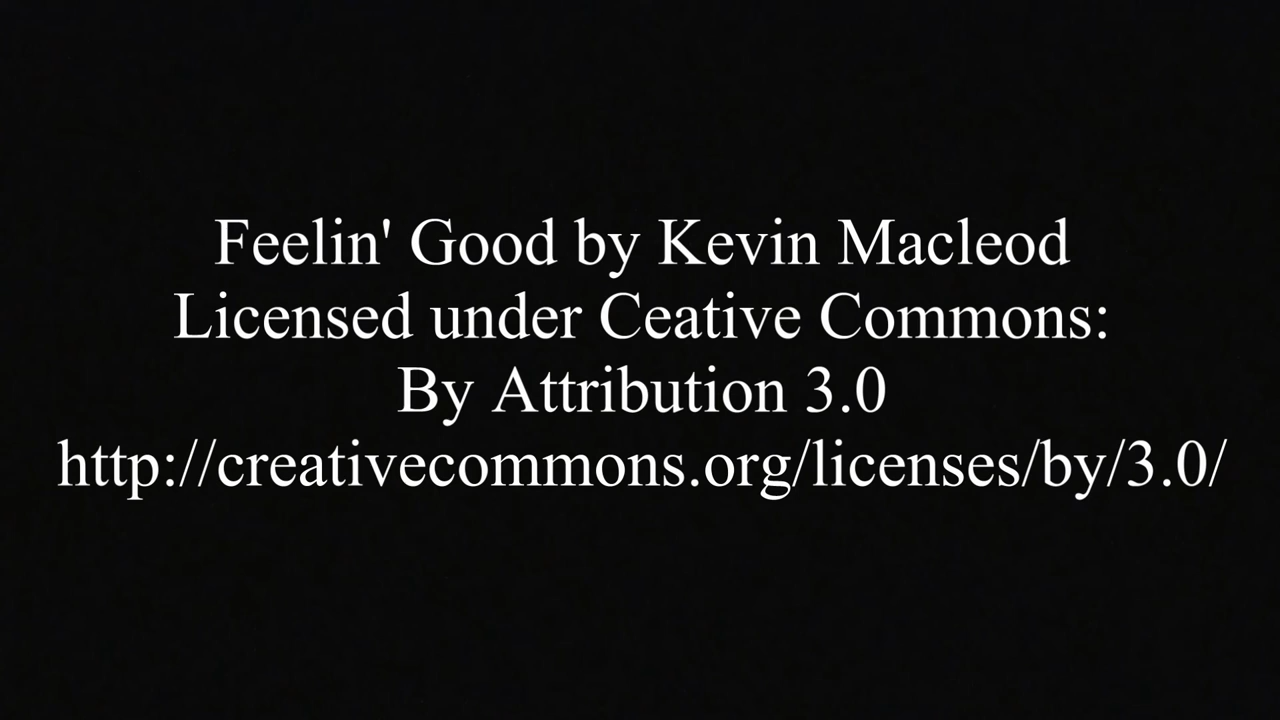 Feelin' Good by Kevin Macleod
Licensed under Ceative Commons:
By Attribution 3.0
http://creativecommons.org/licenses/by/3.0/